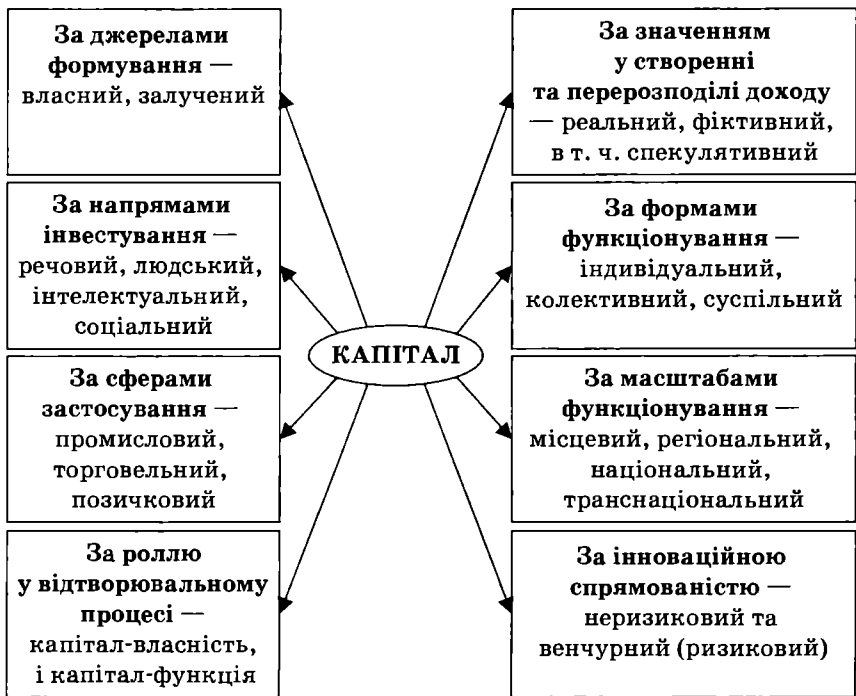 За джерелами
формування —
власний, залучений
За напрямами
інвестування —
речовий, людський,
інтелектуальний,
соціальний
За сферами
застосування —
промисловий,
торговельний,
позичковий
За роллю
у відтворювальному
процесі —
капітал-власність,
і капітал-функція
КАПІТАЛ
За значенням
у створенні
та перерозподілі доходу
— реальний, фіктивний,
в т. ч. спекулятивний
За формами
функціонування —
індивідуальний,
колективний, суспільний
За масштабами
функціонування —
місцевий, регіональний,
національний,
транснаціональний
За інноваційною
спрямованістю —
неризиковий та
венчурний (ризиковий)